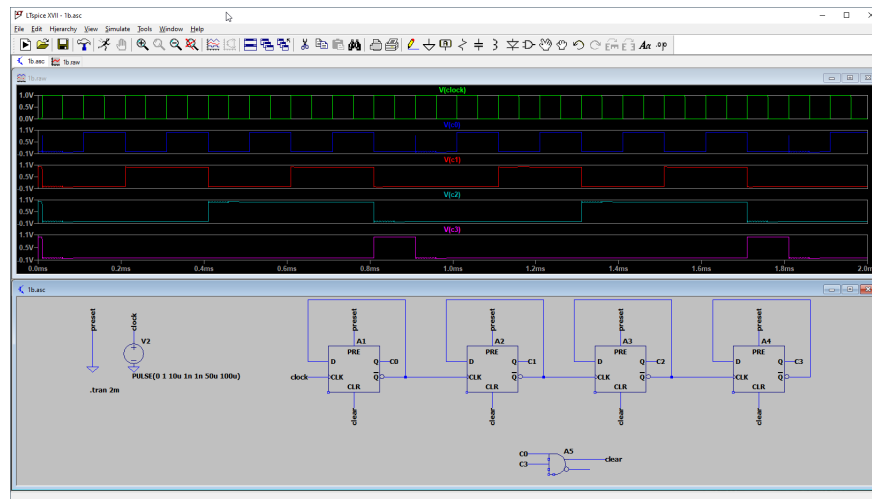 LTspice XVII - 1b.asc
File Edit Hierarchy View Simulate Tools Window Help
1b.asc 1b.raw
1b.raw
V(clock)
1.0V
0.5V
0.0V
V(c0)
1.1V
0.5V
-0.1V
V(c1)
1.1V
0.5V
-0.1V
V(c2)
1.1V
0.5V
-0.1V
V(c3)
1.1V
0.5V
-0.1V
0.0ms 0.2ms 0.4ms 0.6ms 0.8ms 1.0ms 1.2ms 1.4ms 1.6ms 1.8ms 2.0m
1b.asc
preset
clock
V2
PULSE(0 1 10u 1n 1n 50u 100u)
.tran 2m
preset preset preset preset
A1 A2 A3 A4
PRE PRE PRE PRE
D Q C0 D Q C1 D Q C2 D Q C3
clock CLK Q CLK Q CLK Q CLK Q
CLR CLR CLR CLR
clear clear clear clear
C0 A5
C3 clear